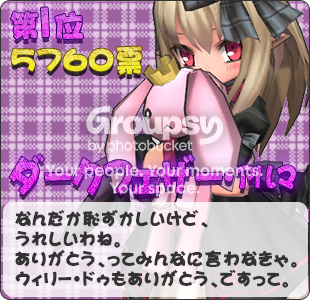 第1位
5760票
Groupsy
by photobucket
Your people. Your moments.
Your space.
なんだか恥ずかしいけど、
うれしいわね。
ありがとう、ってみんなに言わなきゃ。
ウィリー・ドゥもありがとう、ですって。